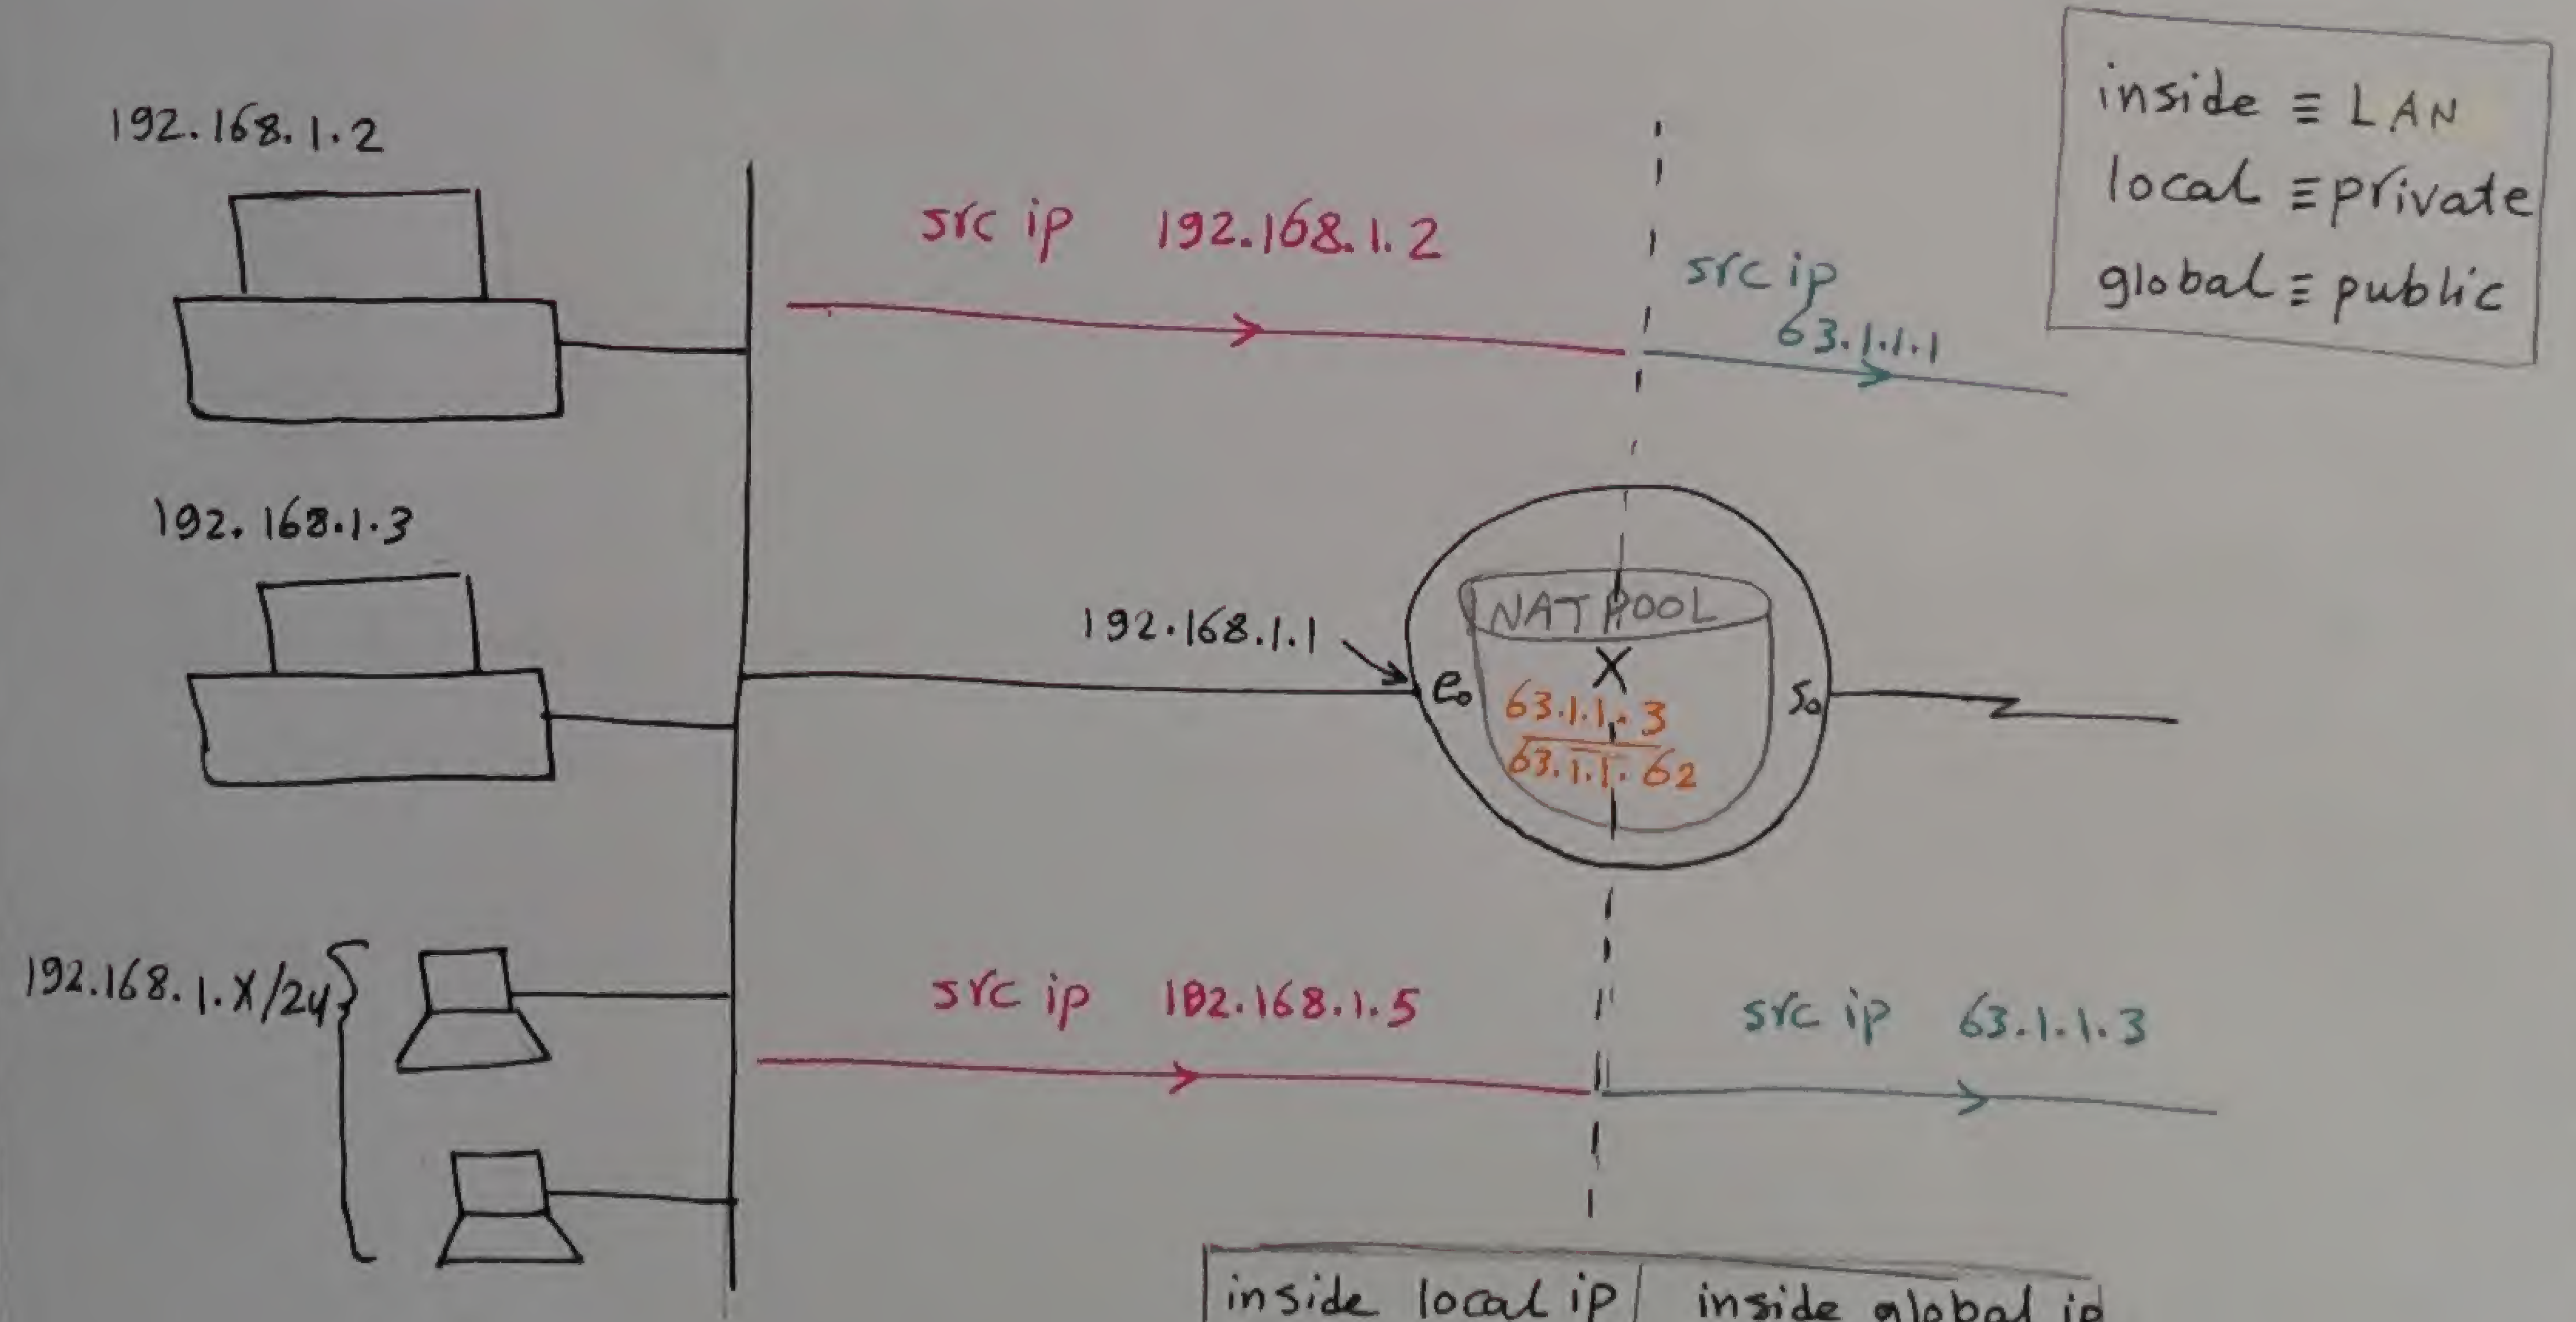 inside ≡ LAN
local ≡ private
global ≡ public
192.168.1.2
src ip 192.168.1.2
src ip
63.1.1.1
192.168.1.3
192.168.1.1
NAT POOL
X
e0
63.1.1.3
63.1.1.62
s0
192.168.1.X/24
src ip 192.168.1.5
src ip 63.1.1.3
inside local ip
inside global ip